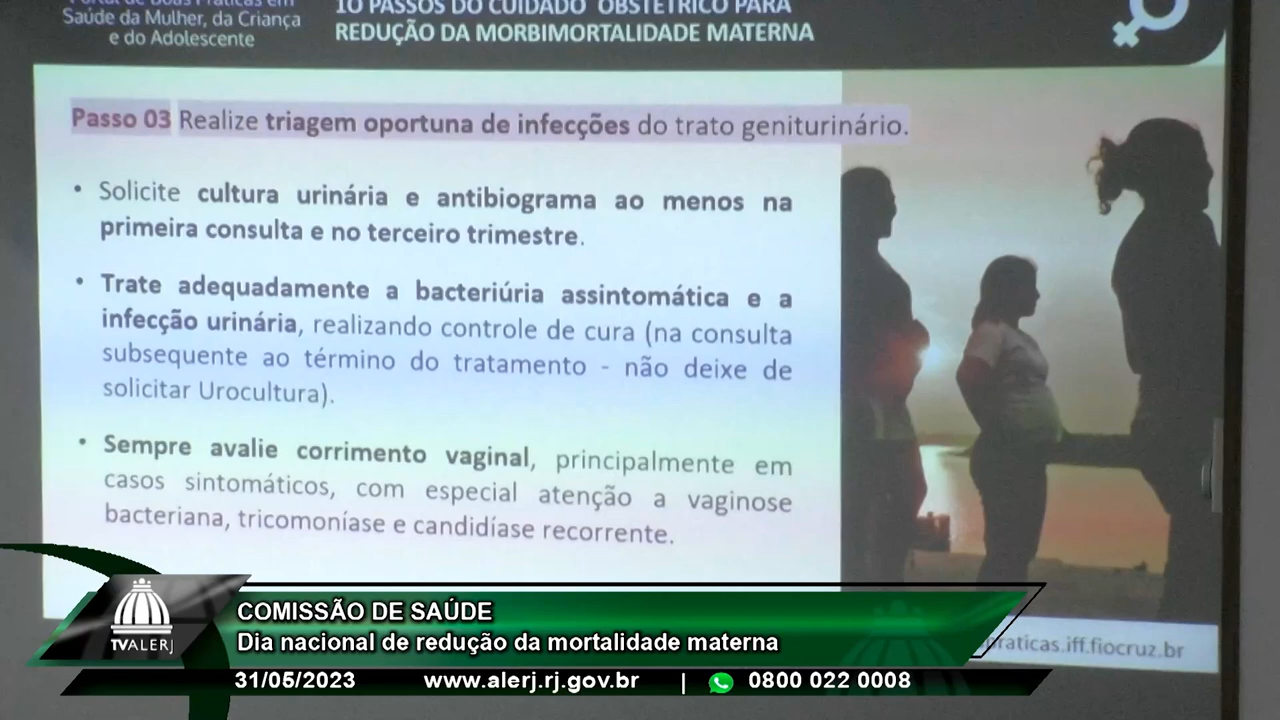 Portal de Boas Práticas em
Saúde da Mulher, da Criança
e do Adolescente
10 PASSOS DO CUIDADO OBSTÉTRICO PARA
REDUÇÃO DA MORBIMORTALIDADE MATERNA
Passo 03 Realize triagem oportuna de infecções do trato geniturinário.
• Solicite cultura urinária e antibiograma ao menos na
primeira consulta e no terceiro trimestre.
• Trate adequadamente a bacteriúria assintomática e a
infecção urinária, realizando controle de cura (na consulta
subsequente ao término do tratamento - não deixe de
solicitar Urocultura).
• Sempre avalie corrimento vaginal, principalmente em
casos sintomáticos, com especial atenção a vaginose
bacteriana, tricomoníase e candidíase recorrente.
praticas.iff.fiocruz.br
TVALERJ
COMISSÃO DE SAÚDE
Dia nacional de redução da mortalidade materna
31/05/2023 www.alerj.rj.gov.br | 0800 022 0008